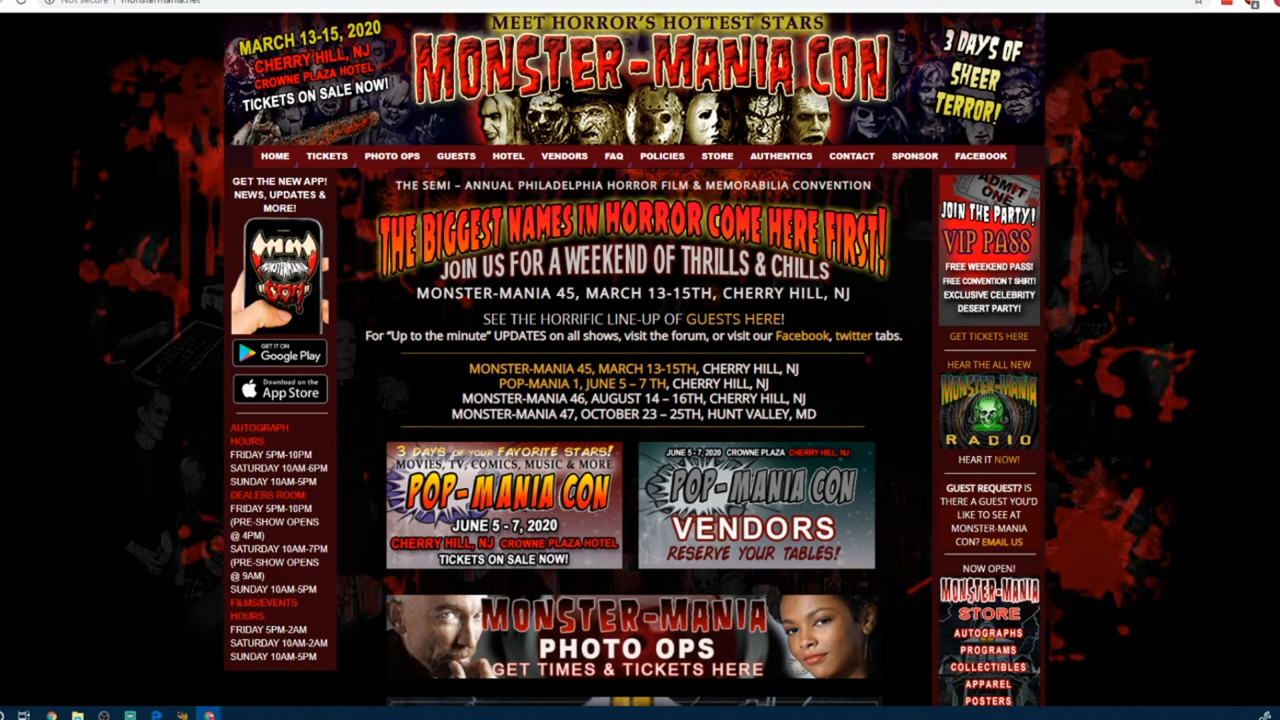 Not secure | monstermania.net
MEET HORROR'S HOTTEST STARS
MARCH 13-15, 2020
CHERRY HILL, NJ
CROWNE PLAZA HOTEL
TICKETS ON SALE NOW!
MONSTER-MANIA CON
3 DAYS OF
SHEER
TERROR!
HOME TICKETS PHOTO OPS GUESTS HOTEL VENDORS FAQ POLICIES STORE AUTHENTICS CONTACT SPONSOR FACEBOOK
GET THE NEW APP!
NEWS, UPDATES &
MORE!
MONSTERMANIA
CON
GET IT ON
Google Play
Download on the
App Store
AUTOGRAPH
HOURS:
FRIDAY 5PM-10PM
SATURDAY 10AM-6PM
SUNDAY 10AM-5PM
DEALERS ROOM:
FRIDAY 5PM-10PM
(PRE-SHOW OPENS
@ 4PM)
SATURDAY 10AM-7PM
(PRE-SHOW OPENS
@ 9AM)
SUNDAY 10AM-5PM
FILMS/EVENTS
HOURS:
FRIDAY 5PM-2AM
SATURDAY 10AM-2AM
SUNDAY 10AM-5PM
THE SEMI – ANNUAL PHILADELPHIA HORROR FILM & MEMORABILIA CONVENTION
THE BIGGEST NAMES IN HORROR COME HERE FIRST!
JOIN US FOR A WEEKEND OF THRILLS & CHILLS
MONSTER-MANIA 45, MARCH 13-15TH, CHERRY HILL, NJ
SEE THE HORRIFIC LINE-UP OF GUESTS HERE!
For “Up to the minute” UPDATES on all shows, visit the forum, or visit our Facebook, twitter tabs.
MONSTER-MANIA 45, MARCH 13-15TH, CHERRY HILL, NJ
POP-MANIA 1, JUNE 5 – 7 TH, CHERRY HILL, NJ
MONSTER-MANIA 46, AUGUST 14 – 16TH, CHERRY HILL, NJ
MONSTER-MANIA 47, OCTOBER 23 – 25TH, HUNT VALLEY, MD
3 DAYS OF YOUR FAVORITE STARS!
MOVIES, TV, COMICS, MUSIC & MORE
POP-MANIA CON
JUNE 5 - 7, 2020
CHERRY HILL, NJ CROWNE PLAZA HOTEL
TICKETS ON SALE NOW!
JUNE 5 - 7, 2020 CROWNE PLAZA CHERRY HILL, NJ
POP-MANIA CON
VENDORS
RESERVE YOUR TABLES!
MONSTER-MANIA
PHOTO OPS
GET TIMES & TICKETS HERE
ADMIT
ONE
JOIN THE PARTY!
VIP PASS
FREE WEEKEND PASS!
FREE CONVENTION T SHIRT!
EXCLUSIVE CELEBRITY
DESERT PARTY!
GET TICKETS HERE
HEAR THE ALL NEW
MONSTER-MANIA
RADIO
HEAR IT NOW!
GUEST REQUEST? IS
THERE A GUEST YOU'D
LIKE TO SEE AT
MONSTER-MANIA
CON? EMAIL US
NOW OPEN!
MONSTER-MANIA
STORE
AUTOGRAPHS
PROGRAMS
COLLECTIBLES
APPAREL
POSTERS